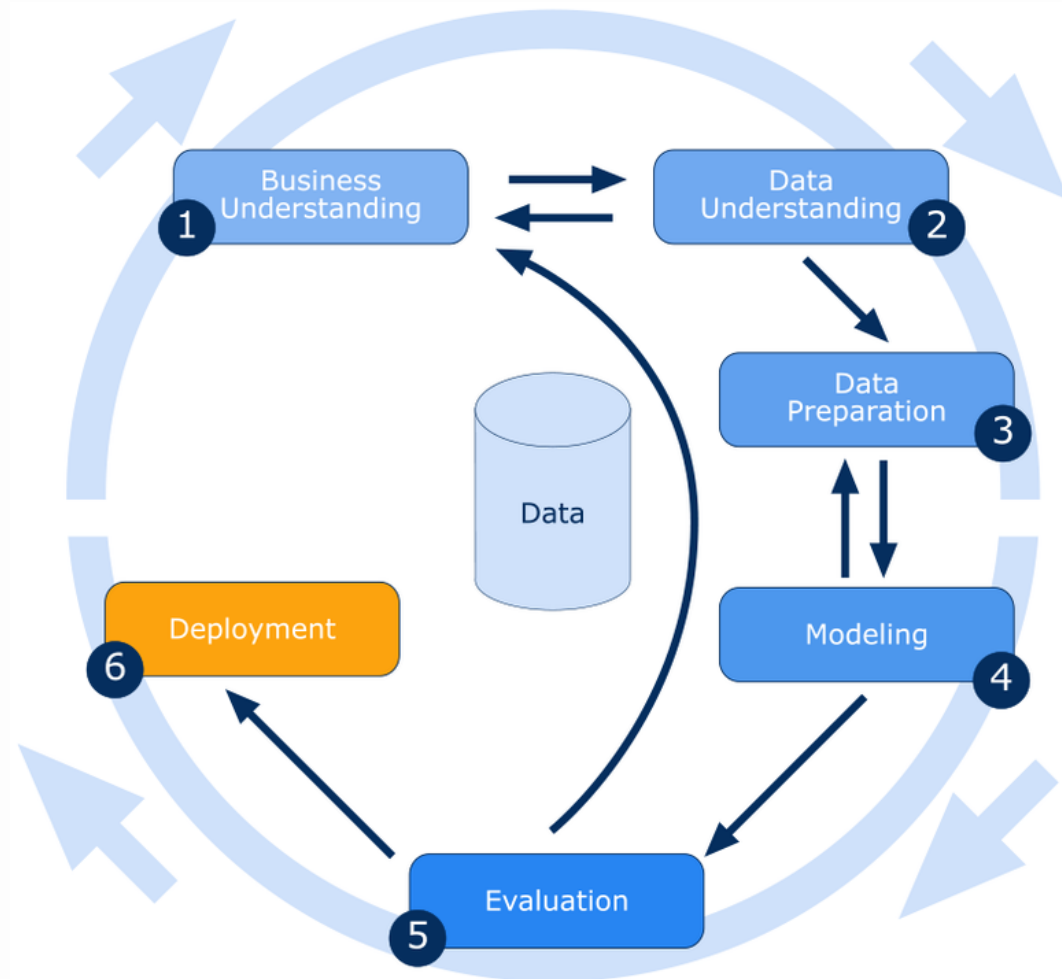 Business
Understanding
1
Data
Understanding
2
Data
Preparation
3
Data
Deployment
6
Modeling
4
Evaluation
5